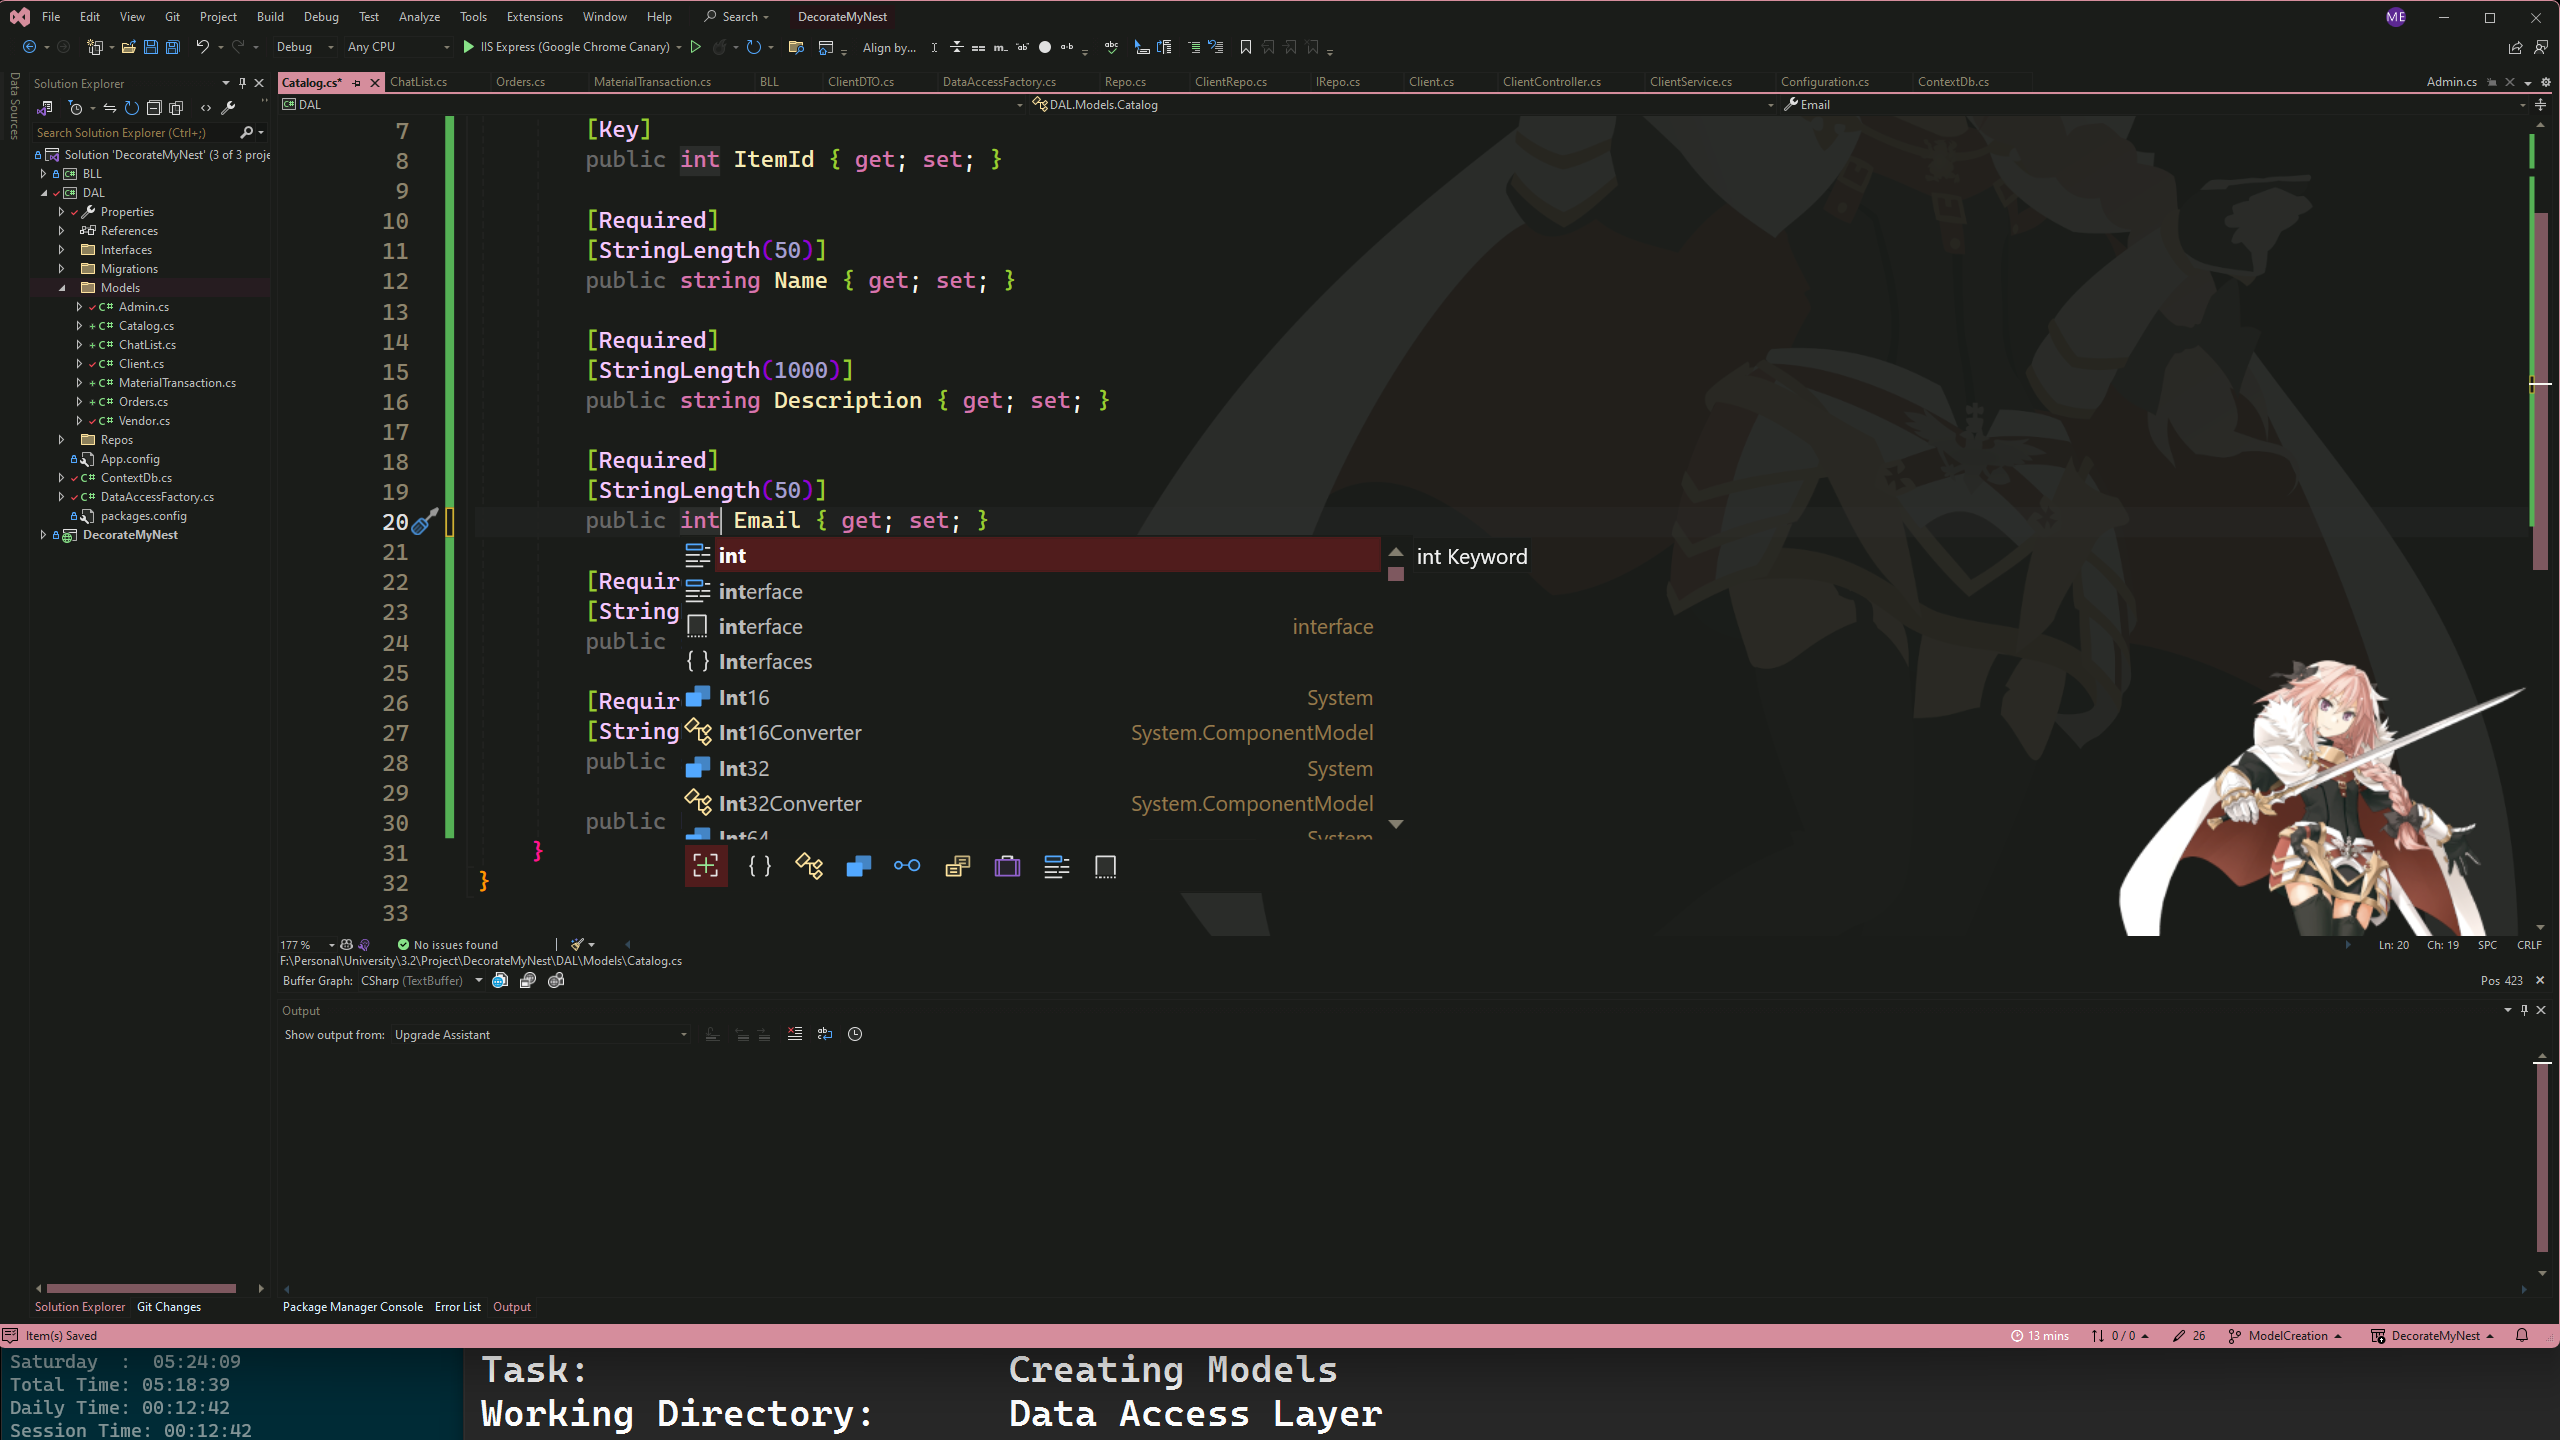 File Edit View Git Project Build Debug Test Analyze Tools Extensions Window Help Search DecorateMyNest ME
Debug Any CPU IIS Express (Google Chrome Canary) Align by...
Data Sources
Solution Explorer
Search Solution Explorer (Ctrl+;)
Solution 'DecorateMyNest' (3 of 3 proje
BLL
DAL
Properties
References
Interfaces
Migrations
Models
C# Admin.cs
C# Catalog.cs
C# ChatList.cs
C# Client.cs
C# MaterialTransaction.cs
C# Orders.cs
C# Vendor.cs
Repos
App.config
C# ContextDb.cs
C# DataAccessFactory.cs
packages.config
DecorateMyNest
Catalog.cs* ChatList.cs Orders.cs MaterialTransaction.cs BLL ClientDTO.cs DataAccessFactory.cs Repo.cs ClientRepo.cs IRepo.cs Client.cs ClientController.cs ClientService.cs Configuration.cs ContextDb.cs Admin.cs
DAL DAL.Models.Catalog Email
7 [Key]
8 public int ItemId { get; set; }
9
10 [Required]
11 [StringLength(50)]
12 public string Name { get; set; }
13
14 [Required]
15 [StringLength(1000)]
16 public string Description { get; set; }
17
18 [Required]
19 [StringLength(50)]
20 public int Email { get; set; }
21
22 [Requir
23 [String
24 public
25
26 [Requir
27 [String
28 public
29
30 public
31 }
32 }
33
int
int Keyword
interface
interface interface
Interfaces
Int16 System
Int16Converter System.ComponentModel
Int32 System
Int32Converter System.ComponentModel
Int64 System
177 % No issues found Ln: 20 Ch: 19 SPC CRLF
F:\Personal\University\3.2\Project\DecorateMyNest\DAL\Models\Catalog.cs
Buffer Graph: CSharp (TextBuffer) Pos 423
Output
Show output from: Upgrade Assistant
Solution Explorer Git Changes
Package Manager Console Error List Output
Item(s) Saved 13 mins 0 / 0 26 ModelCreation DecorateMyNest
Saturday : 05:24:09
Total Time: 05:18:39
Daily Time: 00:12:42
Session Time: 00:12:42
Task: Creating Models
Working Directory: Data Access Layer